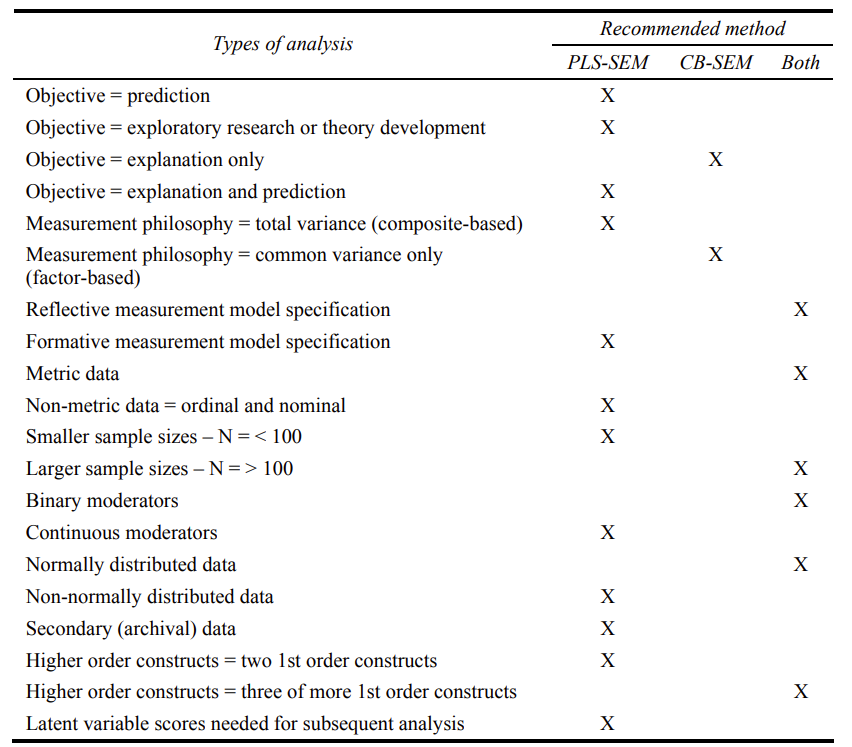 Types of analysis
Recommended method
PLS-SEM CB-SEM Both
Objective = prediction X
Objective = exploratory research or theory development X
Objective = explanation only X
Objective = explanation and prediction X
Measurement philosophy = total variance (composite-based) X
Measurement philosophy = common variance only X
(factor-based)
Reflective measurement model specification X
Formative measurement model specification X
Metric data X
Non-metric data = ordinal and nominal X
Smaller sample sizes – N = < 100 X
Larger sample sizes – N = > 100 X
Binary moderators X
Continuous moderators X
Normally distributed data X
Non-normally distributed data X
Secondary (archival) data X
Higher order constructs = two 1st order constructs X
Higher order constructs = three of more 1st order constructs X
Latent variable scores needed for subsequent analysis X